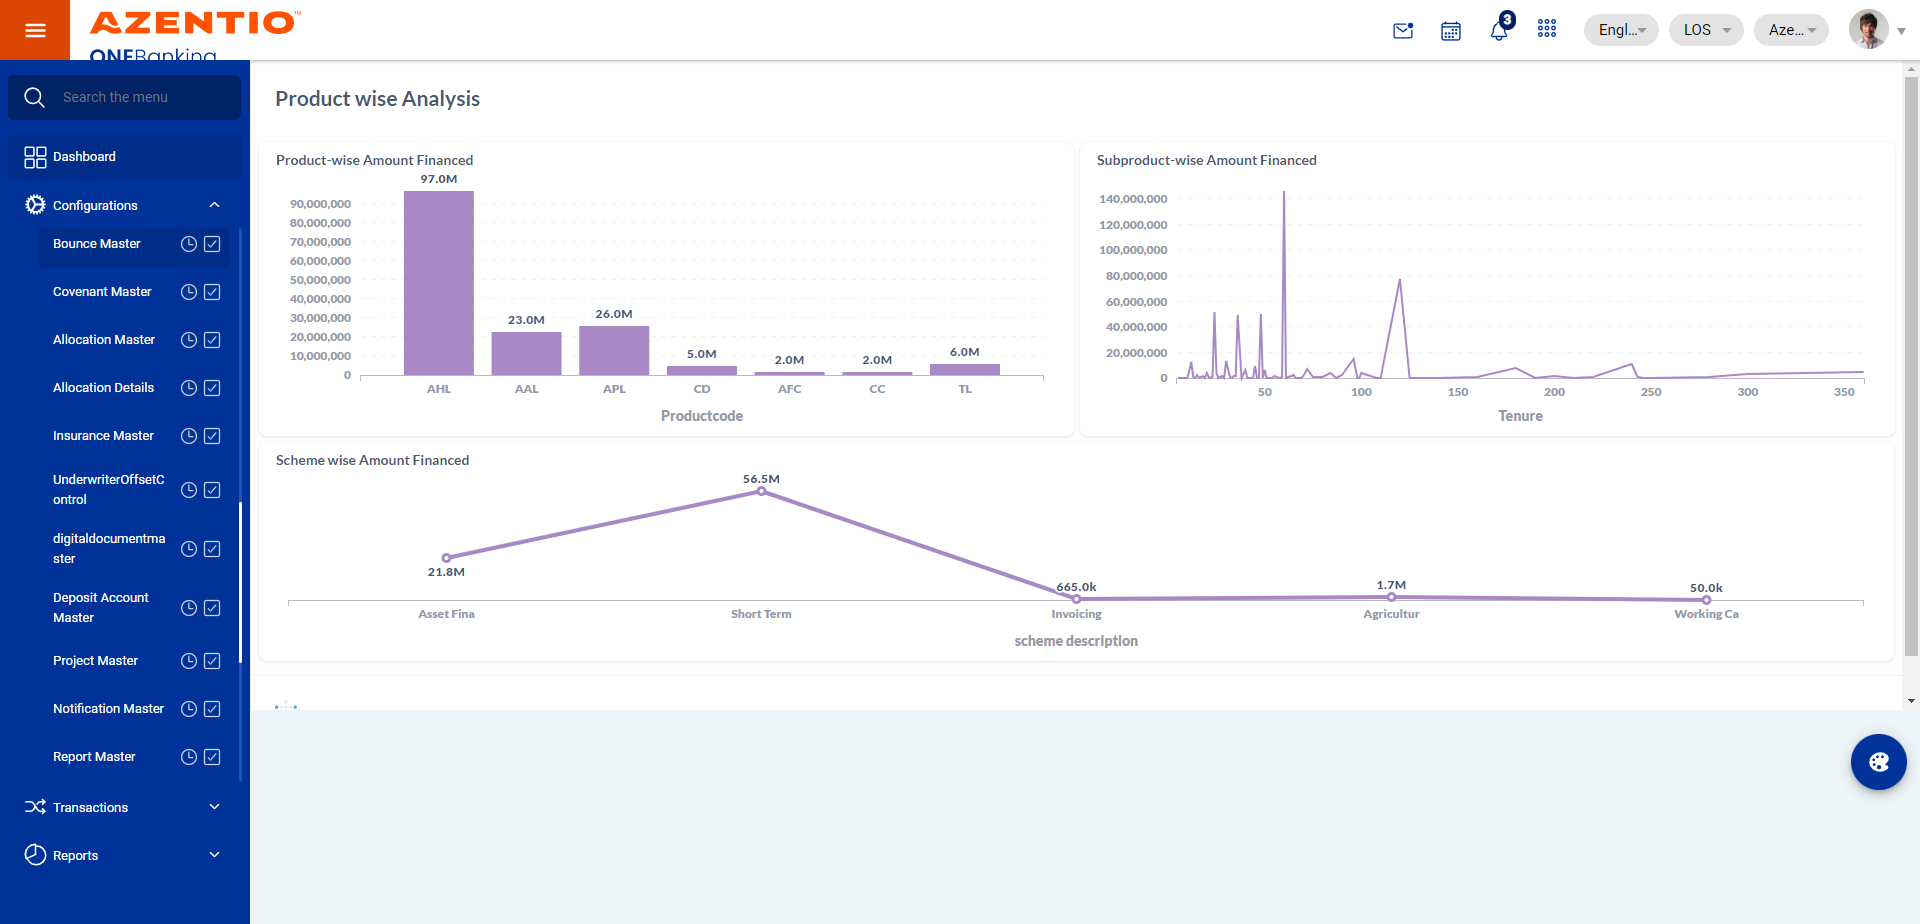 AZENTIO™
ONEBanking
3
Engl...
LOS
Aze...
Search the menu
Dashboard
Configurations
Bounce Master
Covenant Master
Allocation Master
Allocation Details
Insurance Master
UnderwriterOffsetC
ontrol
digitaldocumentma
ster
Deposit Account
Master
Project Master
Notification Master
Report Master
Transactions
Reports
Product wise Analysis
Product-wise Amount Financed
97.0M
90,000,000
80,000,000
70,000,000
60,000,000
50,000,000
40,000,000
30,000,000
20,000,000
10,000,000
0
23.0M
26.0M
5.0M
2.0M
2.0M
6.0M
AHL
AAL
APL
CD
AFC
CC
TL
Productcode
Subproduct-wise Amount Financed
140,000,000
120,000,000
100,000,000
80,000,000
60,000,000
40,000,000
20,000,000
0
50
100
150
200
250
300
350
Tenure
Scheme wise Amount Financed
56.5M
21.8M
665.0k
1.7M
50.0k
Asset Fina
Short Term
Invoicing
Agricultur
Working Ca
scheme description